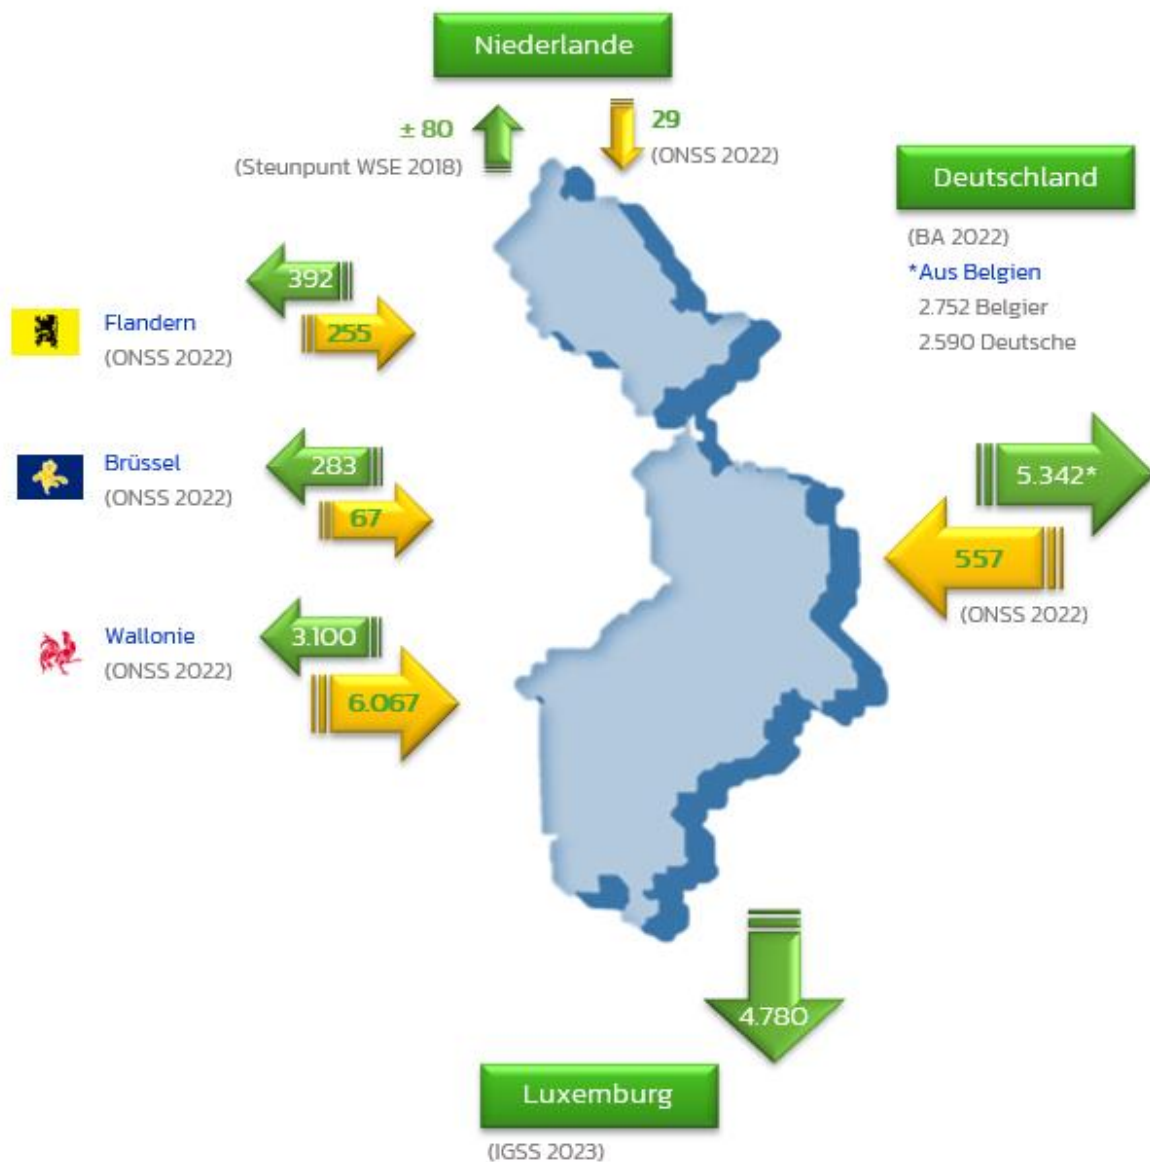 Niederlande
± 80
(Steunpunt WSE 2018)
29
(ONSS 2022)
Deutschland
(BA 2022)
*Aus Belgien
2.752 Belgier
2.590 Deutsche
392
255
Flandern
(ONSS 2022)
Brüssel
(ONSS 2022)
283
67
5.342*
557
(ONSS 2022)
Wallonie
(ONSS 2022)
3.100
6.067
4.780
Luxemburg
(IGSS 2023)